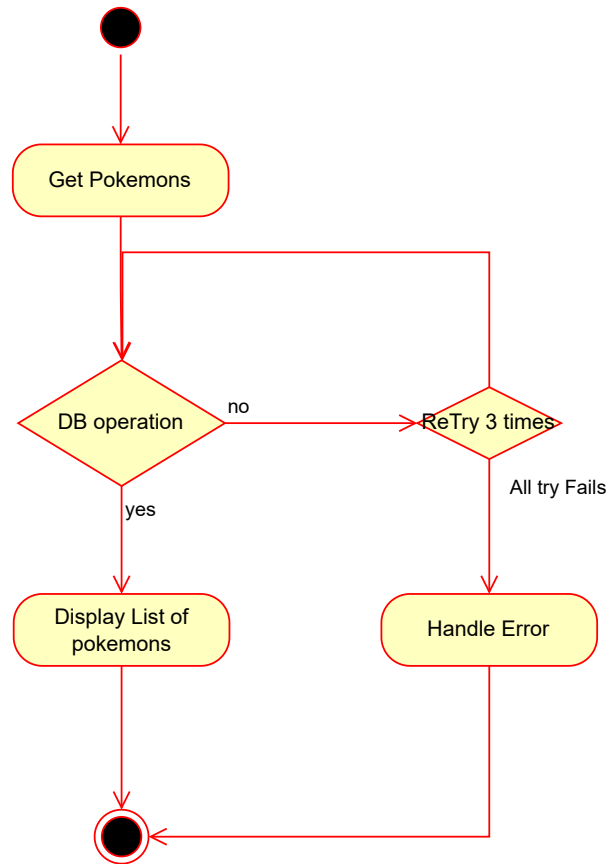 Get Pokemons
DB operation
no
ReTry 3 times
yes
All try Fails
Display List of
pokemons
Handle Error